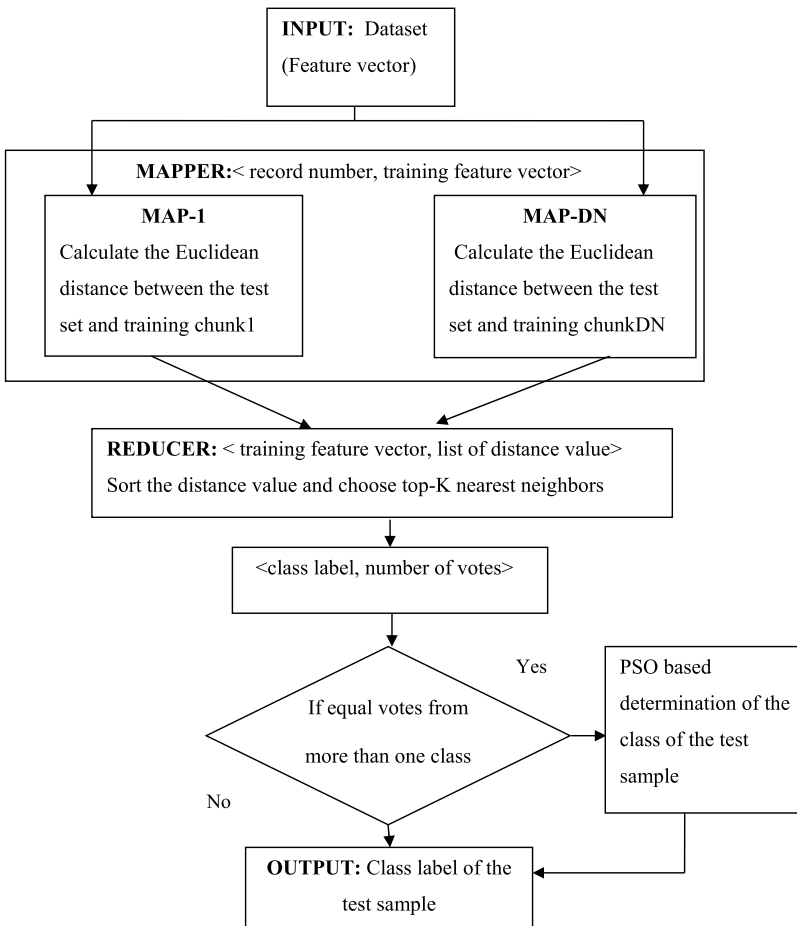 INPUT: Dataset
(Feature vector)
MAPPER:< record number, training feature vector>
MAP-1
Calculate the Euclidean
distance between the test
set and training chunk1
MAP-DN
Calculate the Euclidean
distance between the test
set and training chunkDN
REDUCER: < training feature vector, list of distance value>
Sort the distance value and choose top-K nearest neighbors
<class label, number of votes>
If equal votes from
more than one class
Yes
PSO based
determination of the
class of the test
sample
No
OUTPUT: Class label of the
test sample